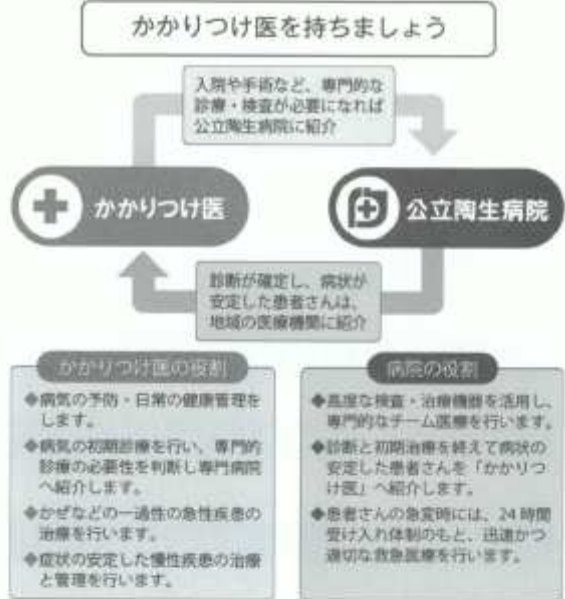 かかりつけ医を持ちましょう
入院や手術など、専門的な
診療・検査が必要になれば
公立陶生病院に紹介
かかりつけ医
公立陶生病院
診断が確定し、病状が
安定した患者さんは、
地域の医療機関に紹介
かかりつけ医の役割
◆病気の予防・日常の健康管理を
します。
◆病気の初期診療を行い、専門的
診療の必要性を判断し専門病院
へ紹介します。
◆かぜなどの一過性の急性疾患の
治療を行います。
◆症状の安定した慢性疾患の治療
と管理を行います。
病院の役割
◆高度な検査・治療機器を活用し、
専門的なチーム医療を行います。
◆診断と初期治療を終えて病状の
安定した患者さんを「かかりつ
け医」へ紹介します。
◆患者さんの急変時には、24時間
受け入れ体制のもと、迅速かつ
適切な救急医療を行います。